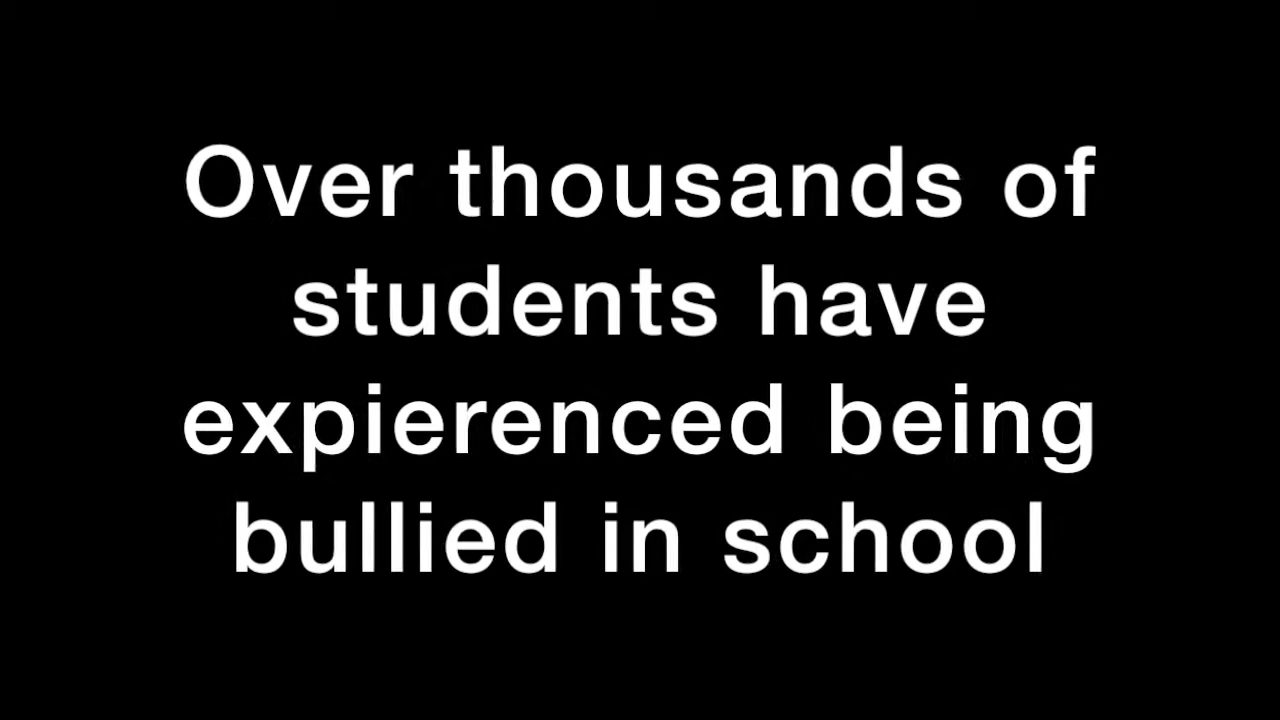 Over thousands of
students have
expierenced being
bullied in school